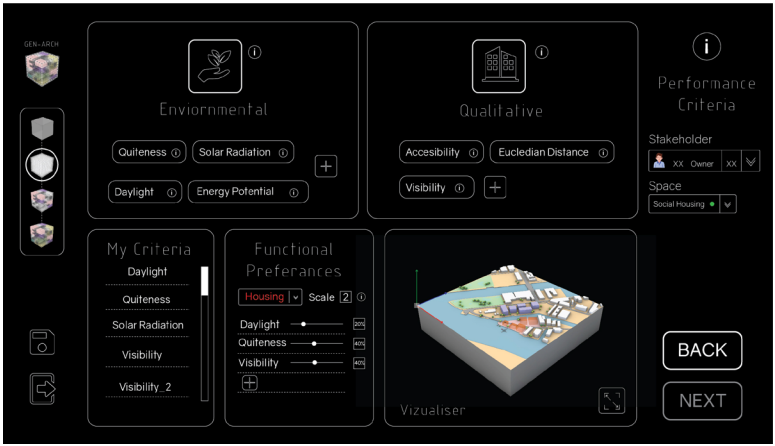 GEN-ARCH
Enviornmental
Quiteness
Solar Radiation
Daylight
Energy Potential
Qualitative
Accesibility
Eucledian Distance
Visibility
Performance
Criteria
Stakeholder
XX Owner XX
Space
Social Housing
My Criteria
Daylight
Quiteness
Solar Radiation
Visibility
Visibility_2
Functional
Preferances
Housing Scale 2
Daylight 20%
Quiteness 40%
Visibility 40%
Vizualiser
BACK
NEXT